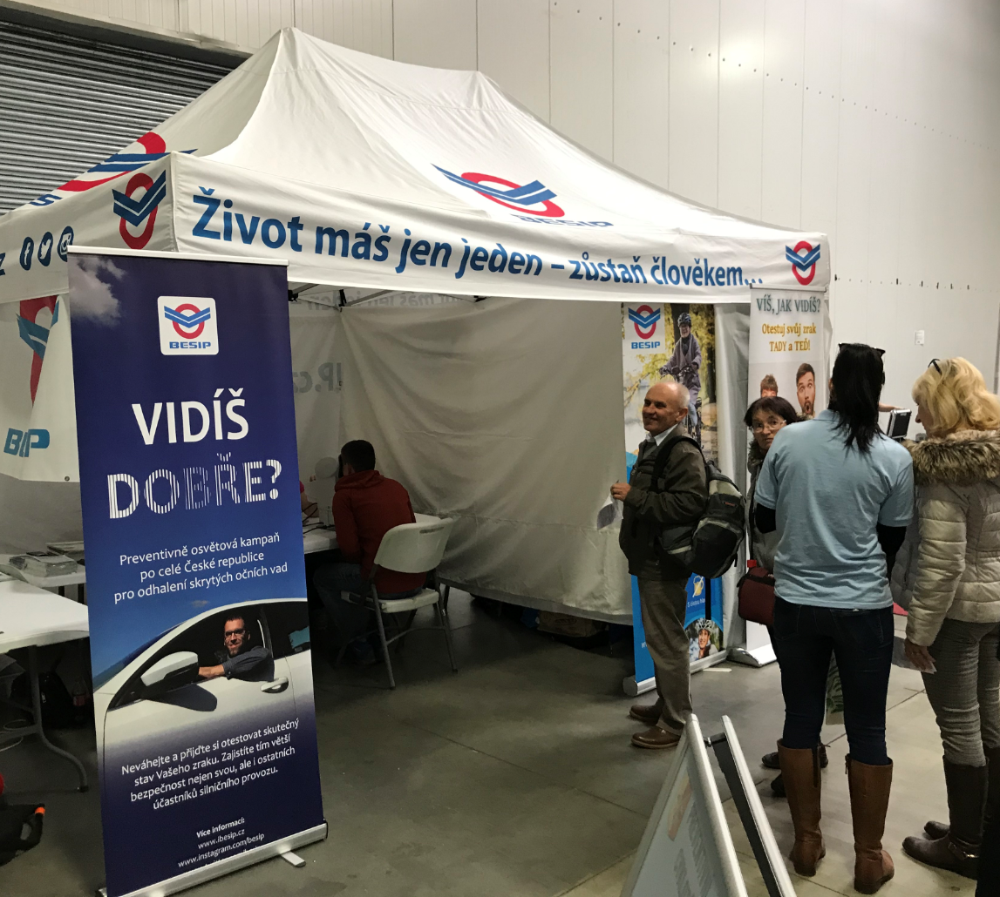 BESIP
Život máš jen jeden – zůstaň člověkem...
BESIP
VIDÍŠ
DOBŘE?
Preventivně osvětová kampaň
po celé České republice
pro odhalení skrytých očních vad
Neváhejte a přijďte si otestovat skutečný
stav Vašeho zraku. Zajistíte tím větší
bezpečnost nejen svou, ale i ostatních
účastníků silničního provozu.
Více informací:
www.ibesip.cz
www.instagram.com/besip
BESIP
BESIP
VÍŠ, JAK VIDÍŠ?
Otestuj svůj zrak
TADY a TEĎ!